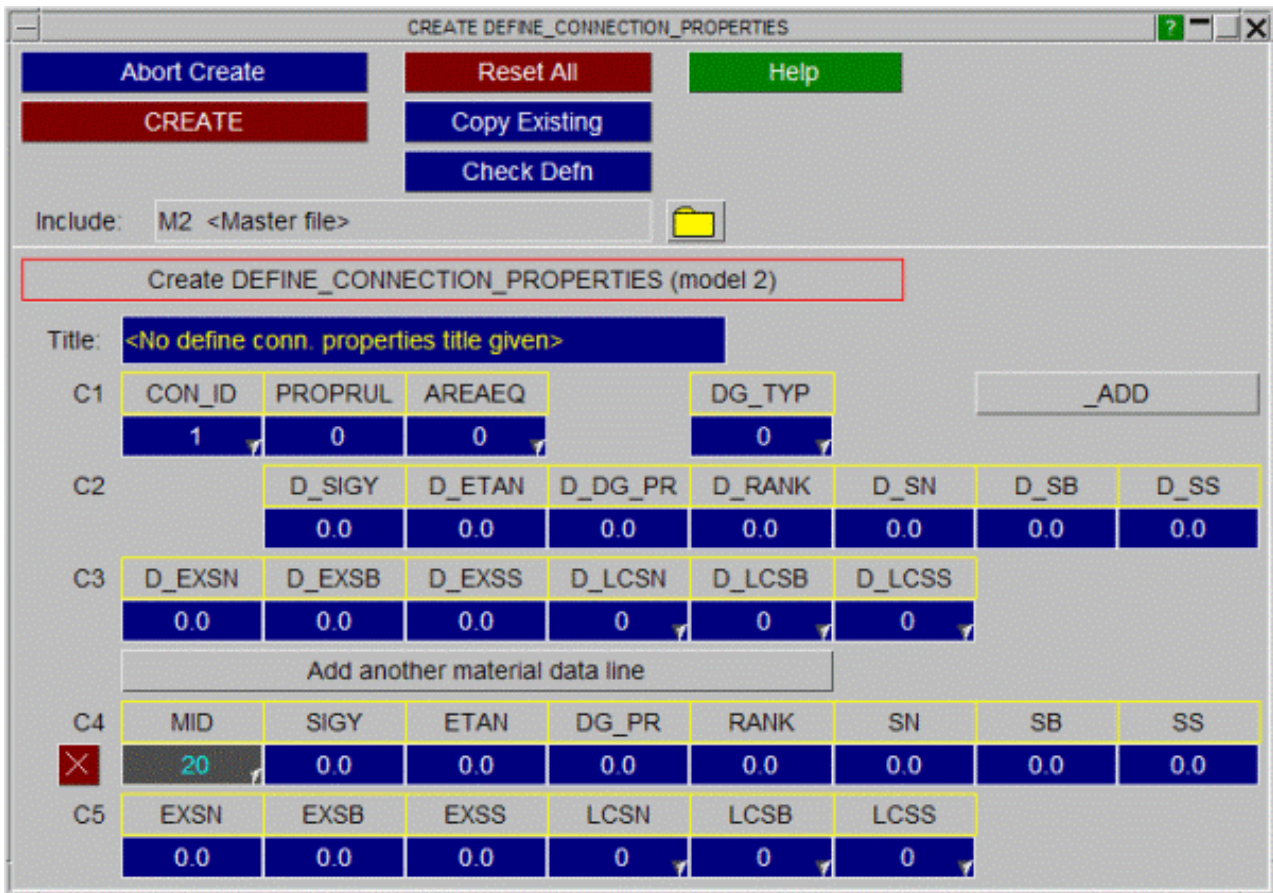 CREATE DEFINE_CONNECTION_PROPERTIES ?
Abort Create Reset All Help
CREATE Copy Existing
Check Defn
Include: M2 <Master file>
Create DEFINE_CONNECTION_PROPERTIES (model 2)
Title: <No define conn. properties title given>
C1 CON_ID PROPRUL AREAEQ DG_TYP _ADD
1 0 0 0
C2 D_SIGY D_ETAN D_DG_PR D_RANK D_SN D_SB D_SS
0.0 0.0 0.0 0.0 0.0 0.0 0.0
C3 D_EXSN D_EXSB D_EXSS D_LCSN D_LCSB D_LCSS
0.0 0.0 0.0 0 0 0
Add another material data line
C4 MID SIGY ETAN DG_PR RANK SN SB SS
20 0.0 0.0 0.0 0.0 0.0 0.0 0.0
C5 EXSN EXSB EXSS LCSN LCSB LCSS
0.0 0.0 0.0 0 0 0